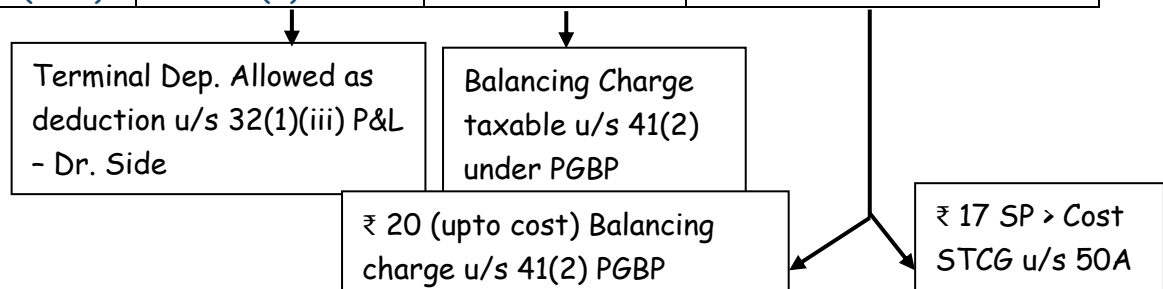 Terminal Dep. Allowed as
deduction u/s 32(1)(iii) P&L
– Dr. Side
Balancing Charge
taxable u/s 41(2)
under PGBP
₹ 20 (upto cost) Balancing
charge u/s 41(2) PGBP
₹ 17 SP > Cost
STCG u/s 50A